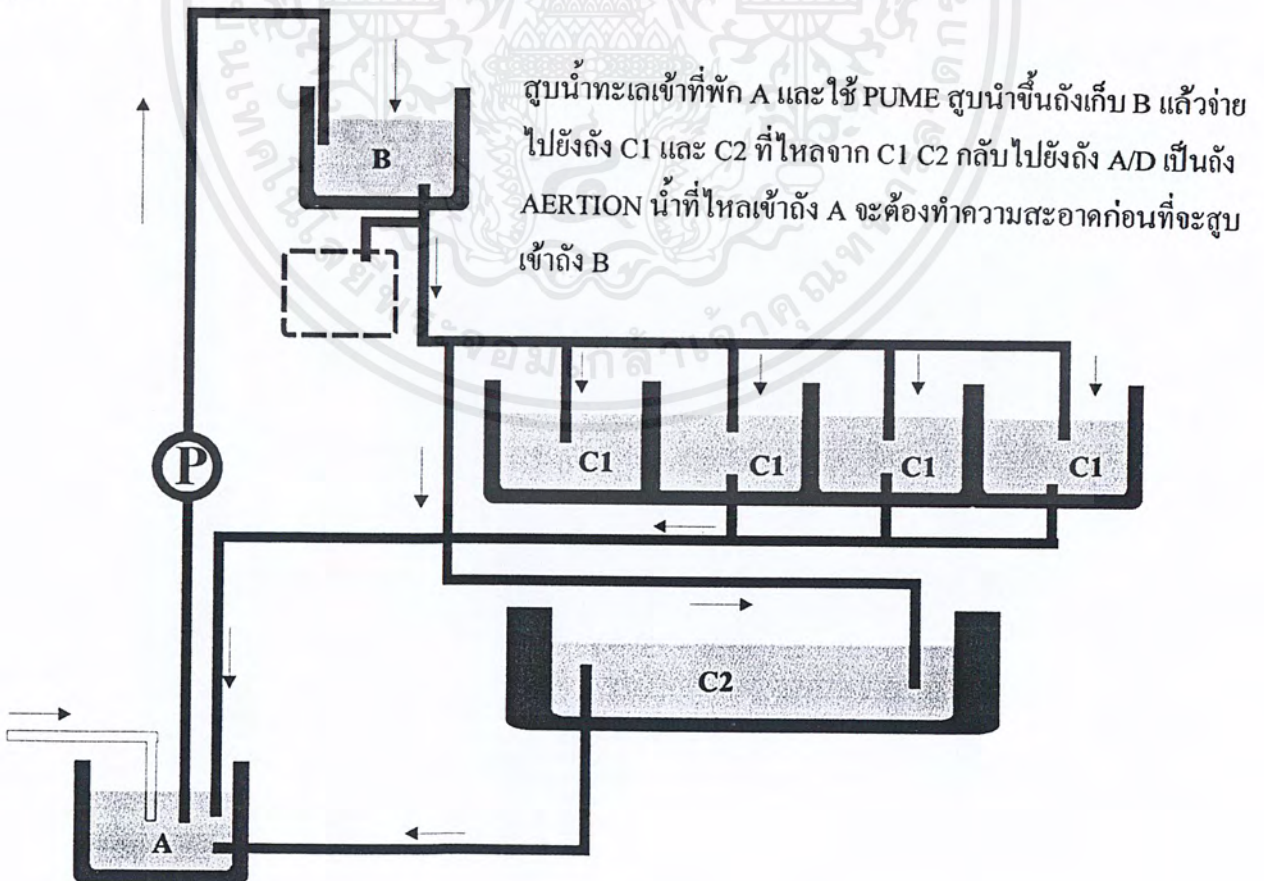 สูบน้ำทะเลเข้าที่พัก A และใช้ PUME สูบนำขึ้นถังเก็บ B แล้วจ่าย
ไปยังถัง C1 และ C2 ที่ไหลจาก C1 C2 กลับไปยังถัง A/D เป็นถัง
AERTION น้ำที่ไหลเข้าถัง A จะต้องทำความสะอาดก่อนที่จะสูบ
เข้าถัง B
B
P
C1 C1 C1 C1
C2
A